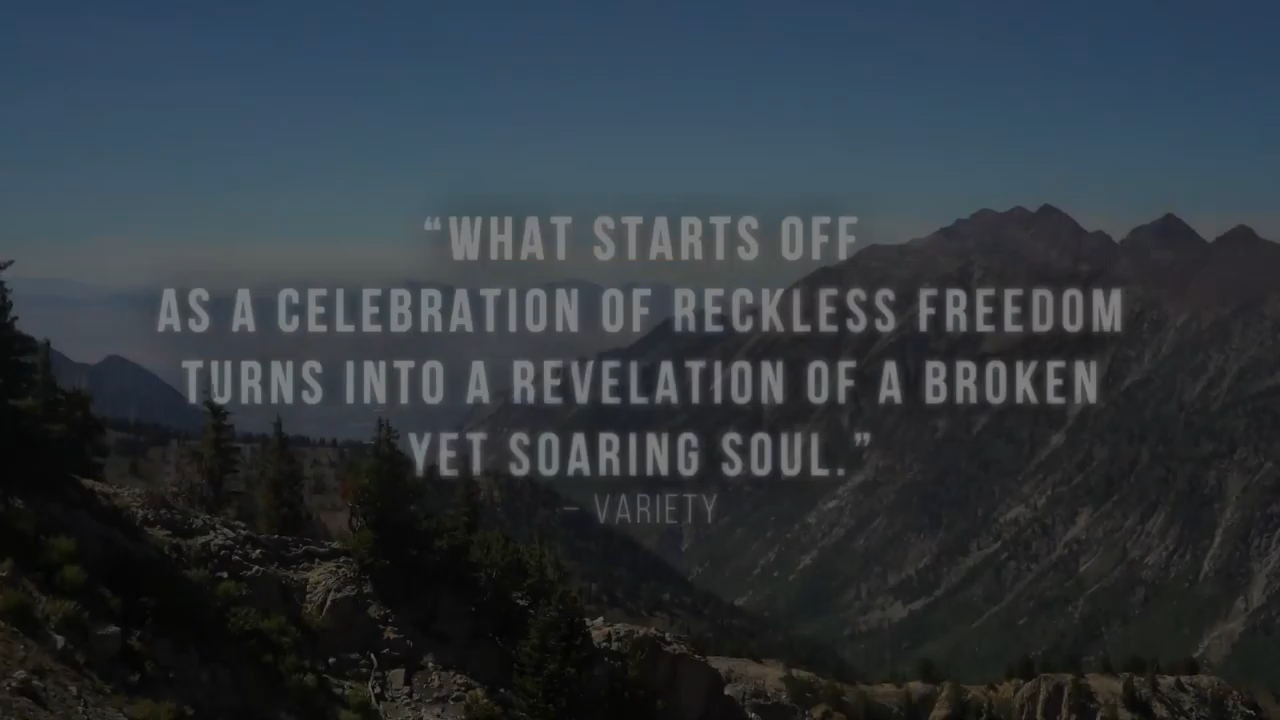 “WHAT STARTS OFF
AS A CELEBRATION OF RECKLESS FREEDOM
TURNS INTO A REVELATION OF A BROKEN
YET SOARING SOUL.”
– VARIETY